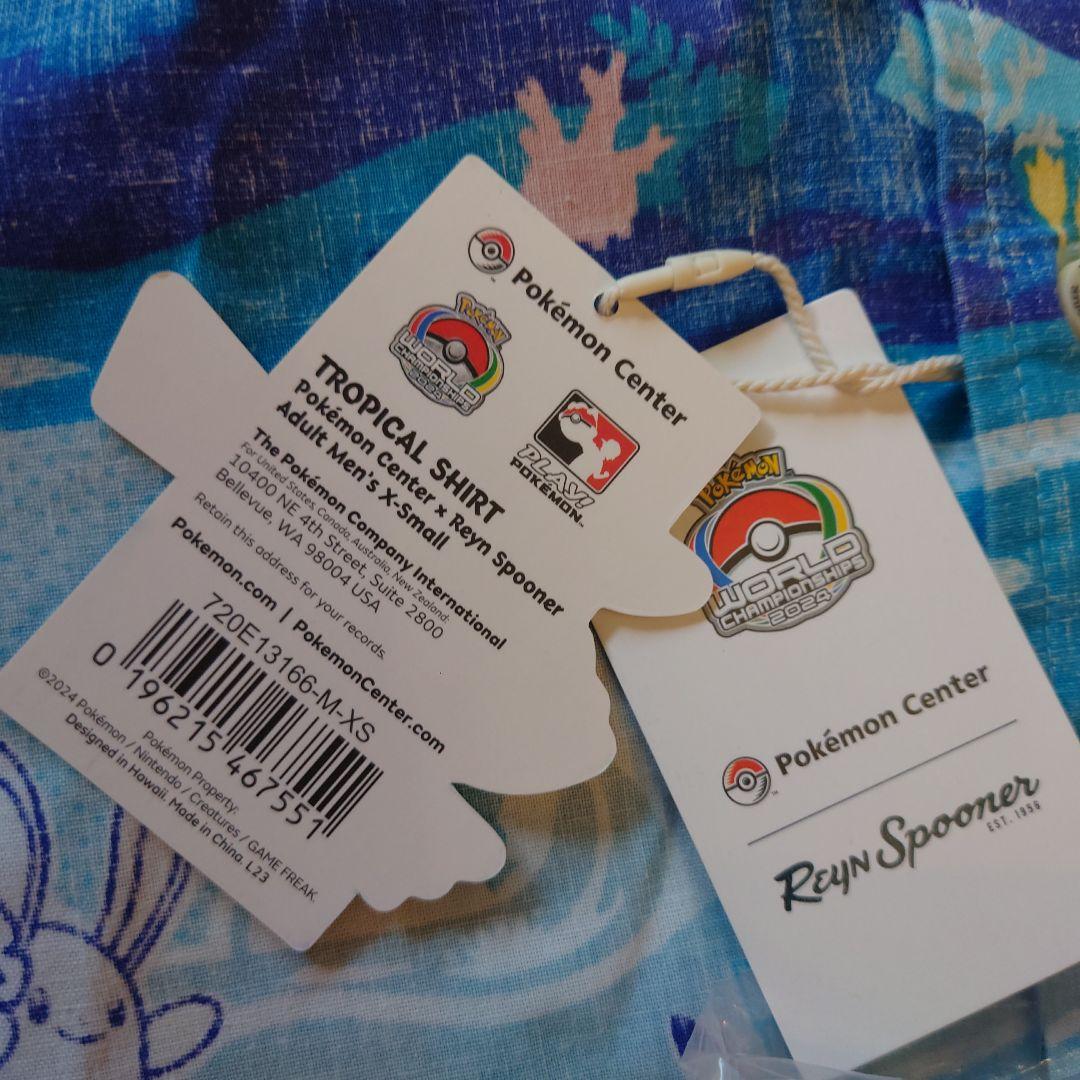 Pokémon Center
POKéMON
WORLD
CHAMPIONSHIPS
2024
PLAY!
POKéMON™
TROPICAL SHIRT
Pokémon Center × Reyn Spooner
Adult Men's X-Small
The Pokémon Company International
For United States, Canada, Australia, New Zealand:
10400 NE 4th Street, Suite 2800
Bellevue, WA 98004 USA
Retain this address for your records.
Pokemon.com | PokemonCenter.com
720E13166-M-XS
0 196215 467551
Pokémon Property:
©2024 Pokémon / Nintendo / Creatures / GAME FREAK.
Designed in Hawaii. Made in China. L23
POKéMON
WORLD
CHAMPIONSHIPS
2024
Pokémon Center
REYN Spooner
EST. 1956